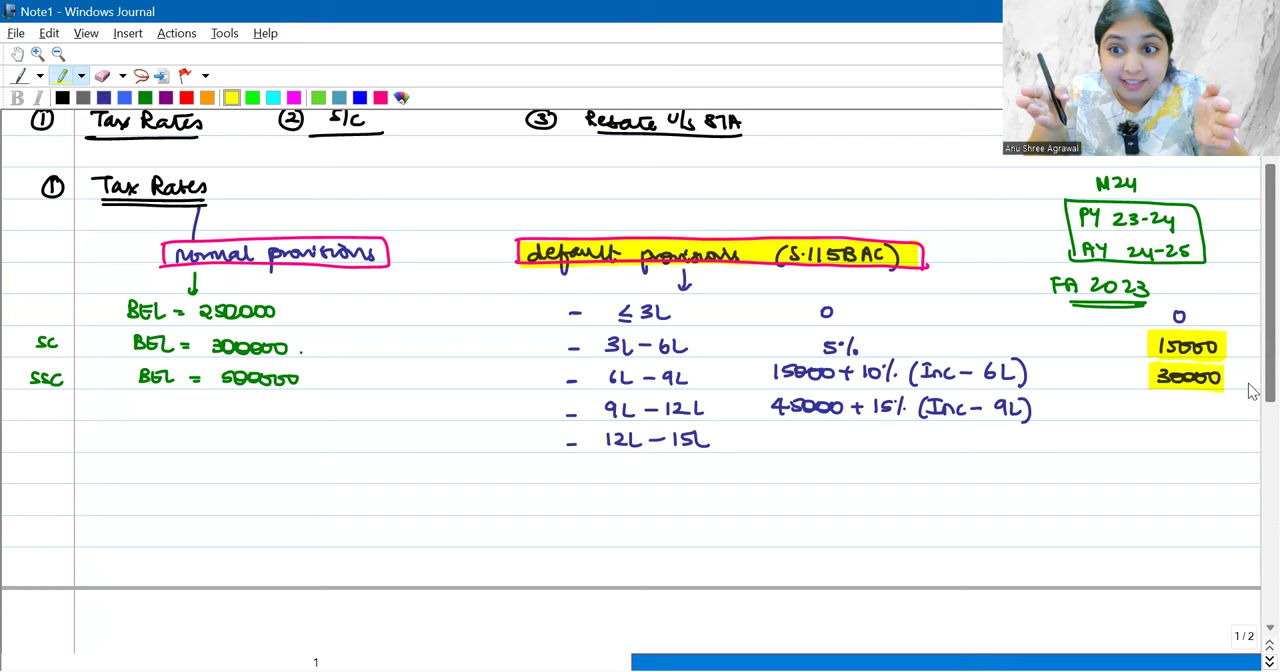 Note1 - Windows Journal
File Edit View Insert Actions Tools Help
B I
Anu Shree Agrawal
① Tax Rates ② S/C ③ Rebate U/s 87A
① Tax Rates
M24
PY 23-24
AY 24-25
FA 2023
normal provisions default provisions (S.115BAC)
BEL = 250000 - ≤ 3L 0 0
SC BEL = 300000. - 3L - 6L 5% 15000
SSC BEL = 500000 - 6L - 9L 15000 + 10% (Inc - 6L) 30000
- 9L - 12L 45000 + 15% (Inc - 9L)
- 12L - 15L
1 / 2
1